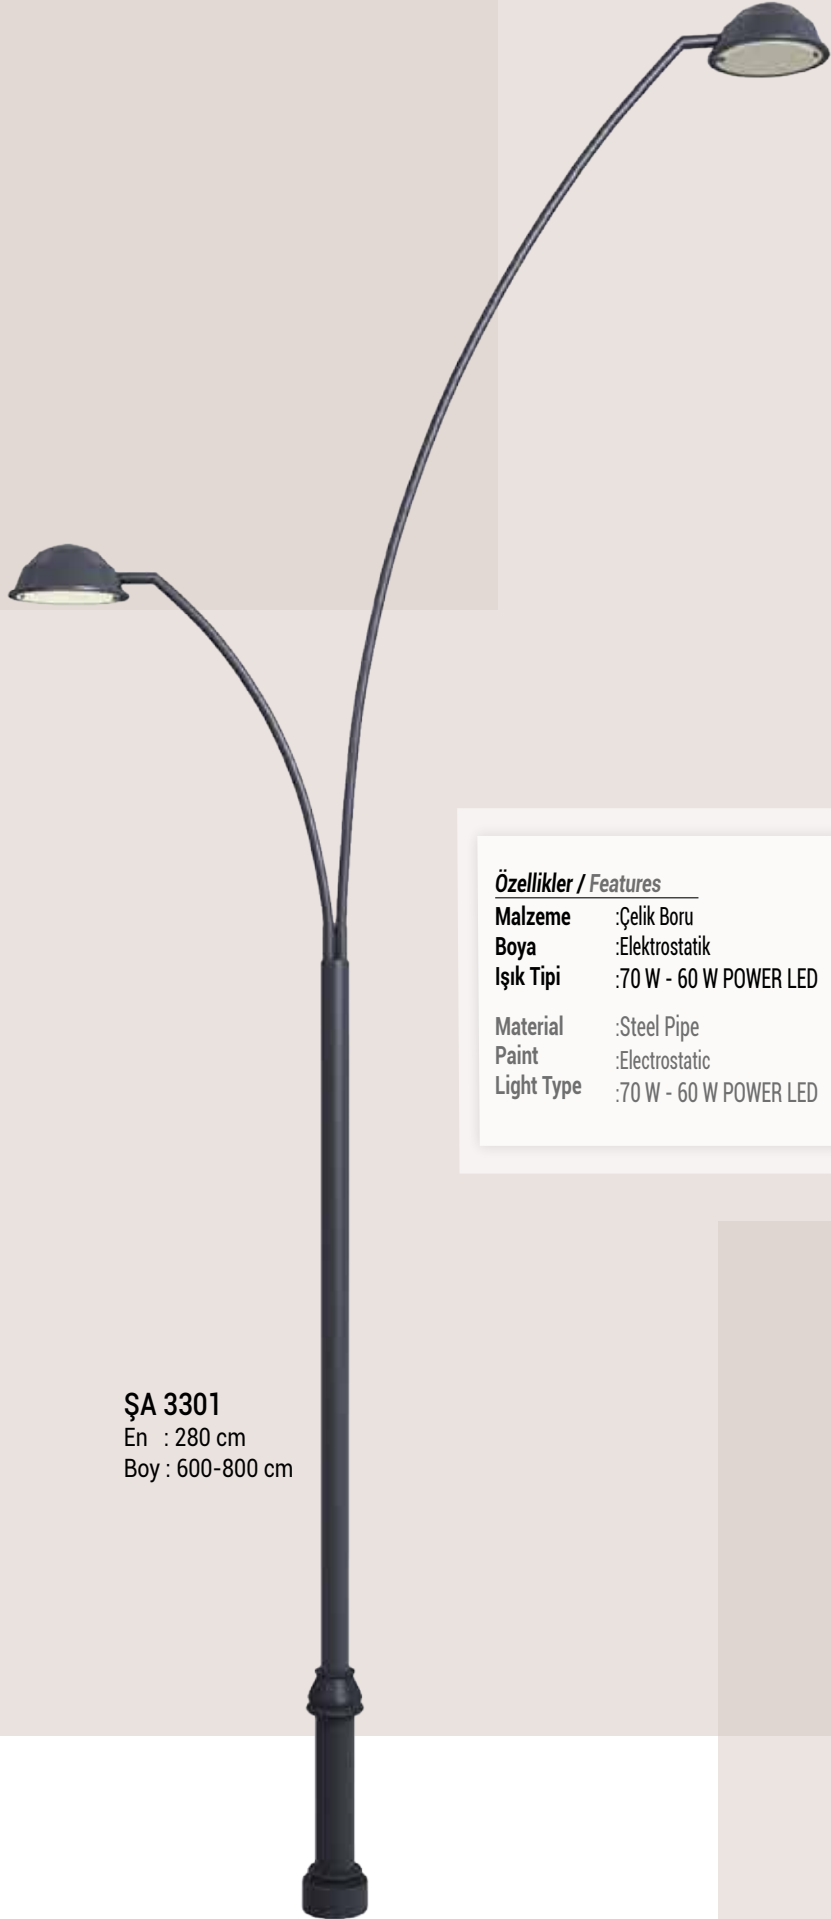 Özellikler / Features
Malzeme :Çelik Boru
Boya :Elektrostatik
Işık Tipi :70 W - 60 W POWER LED
Material :Steel Pipe
Paint :Electrostatic
Light Type :70 W - 60 W POWER LED
ŞA 3301
En : 280 cm
Boy : 600-800 cm